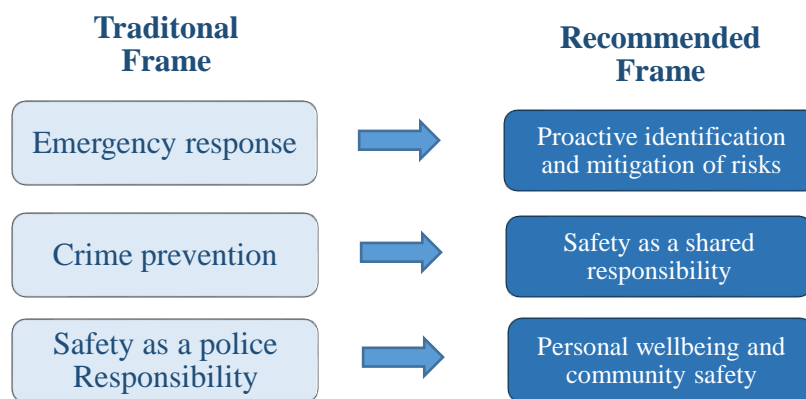 Traditonal
Frame
Recommended
Frame
Emergency response
Proactive identification
and mitigation of risks
Crime prevention
Safety as a shared
responsibility
Safety as a police
Responsibility
Personal wellbeing and
community safety